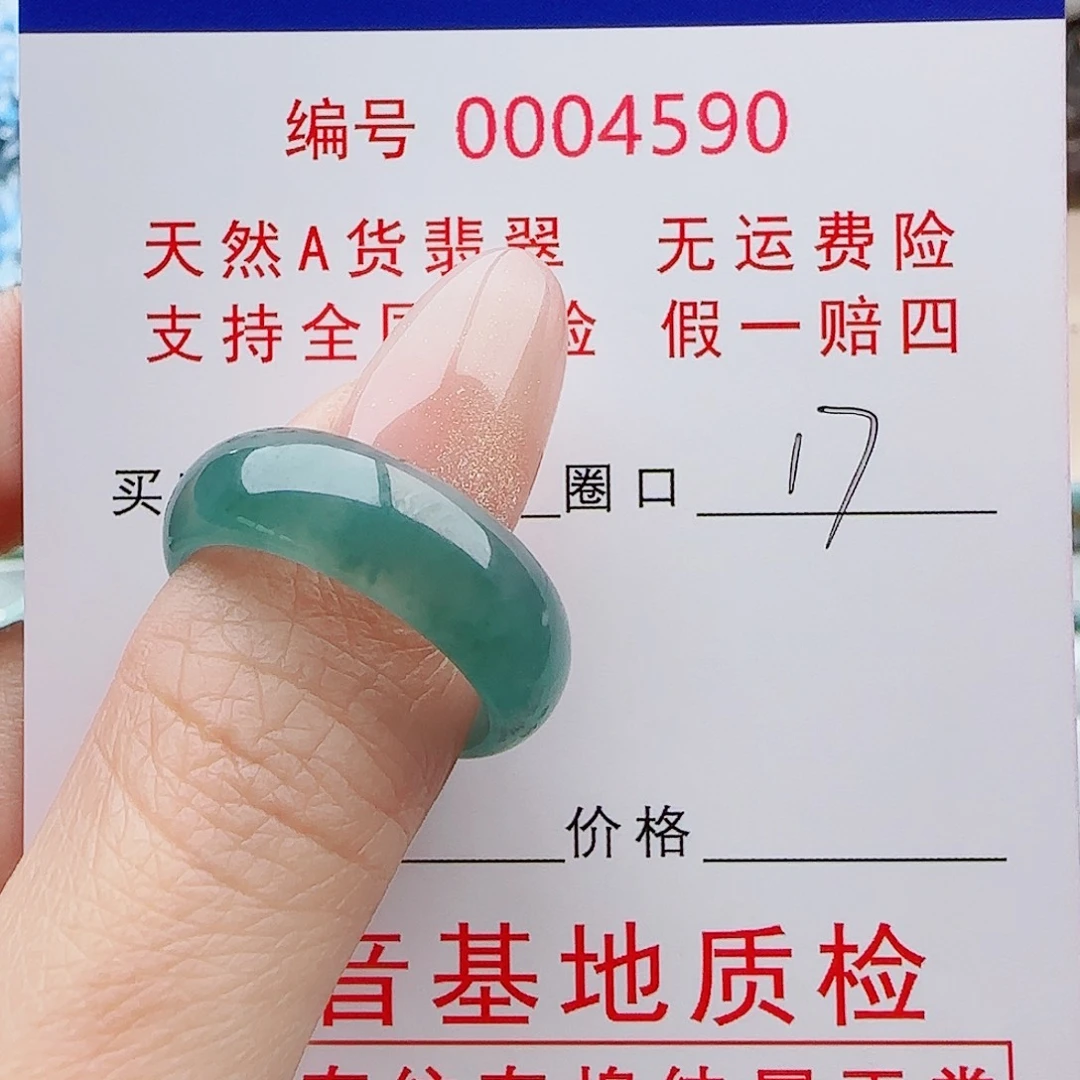 编号 0004590
天然A货翡翠 无运费险
支持全 假一赔四
买 圈口 17
价格
音基地质检